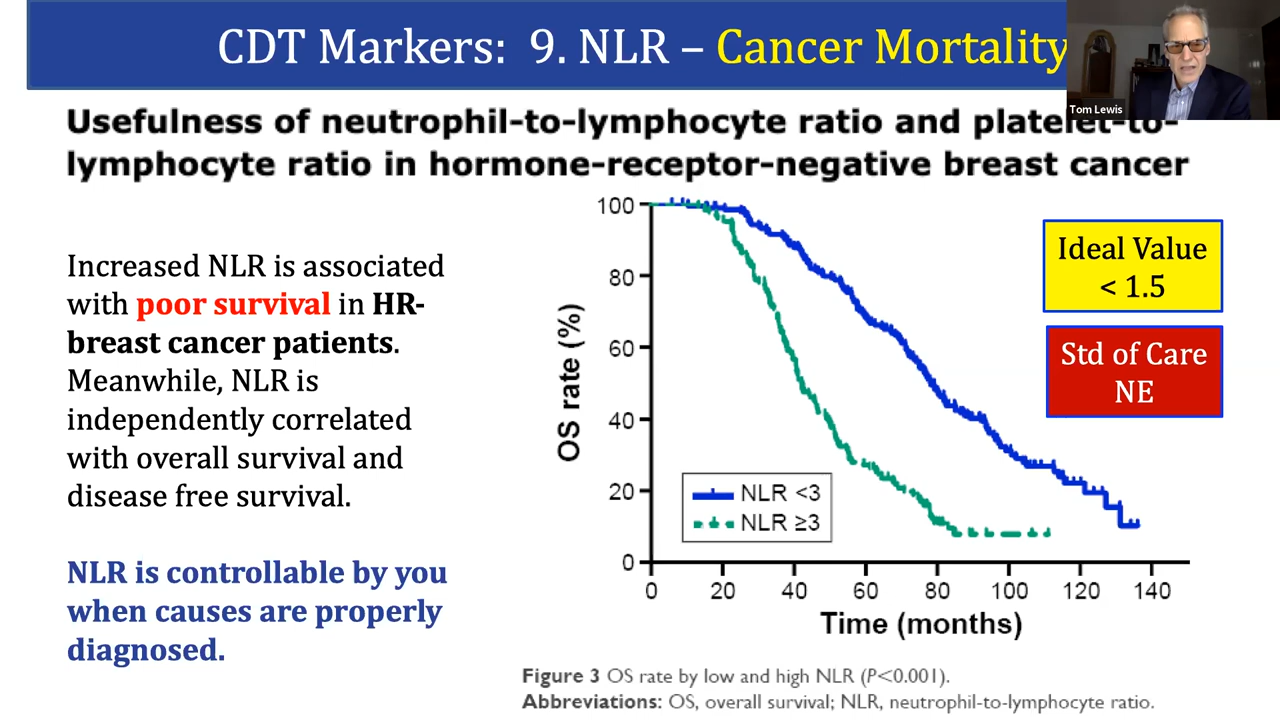 CDT Markers: 9. NLR – Cancer Mortality
Tom Lewis
Usefulness of neutrophil-to-lymphocyte ratio and platelet-to-
lymphocyte ratio in hormone-receptor-negative breast cancer
Increased NLR is associated
with poor survival in HR-
breast cancer patients.
Meanwhile, NLR is
independently correlated
with overall survival and
disease free survival.
NLR is controllable by you
when causes are properly
diagnosed.
OS rate (%)
100
80
60
40
20
0
NLR <3
NLR ≥3
0 20 40 60 80 100 120 140
Time (months)
Ideal Value
< 1.5
Std of Care
NE
Figure 3 OS rate by low and high NLR (P<0.001).
Abbreviations: OS, overall survival; NLR, neutrophil-to-lymphocyte ratio.